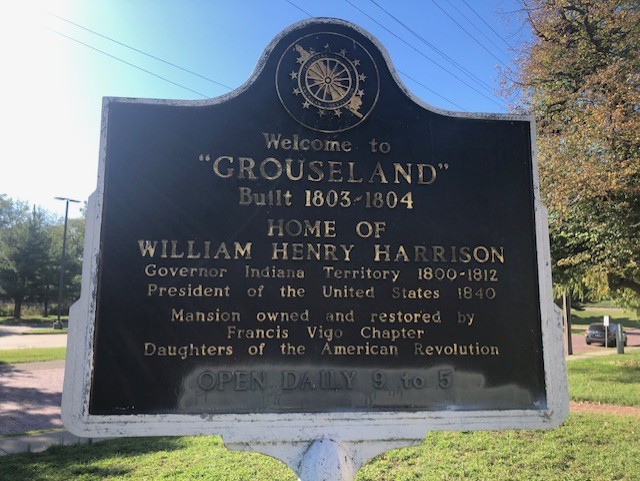 Welcome to
"GROUSELAND"
Built 1803-1804
HOME OF
WILLIAM HENRY HARRISON
Governor Indiana Territory 1800-1812
President of the United States 1840
Mansion owned and restored by
Francis Vigo Chapter
Daughters of the American Revolution
OPEN DAILY 9 to 5